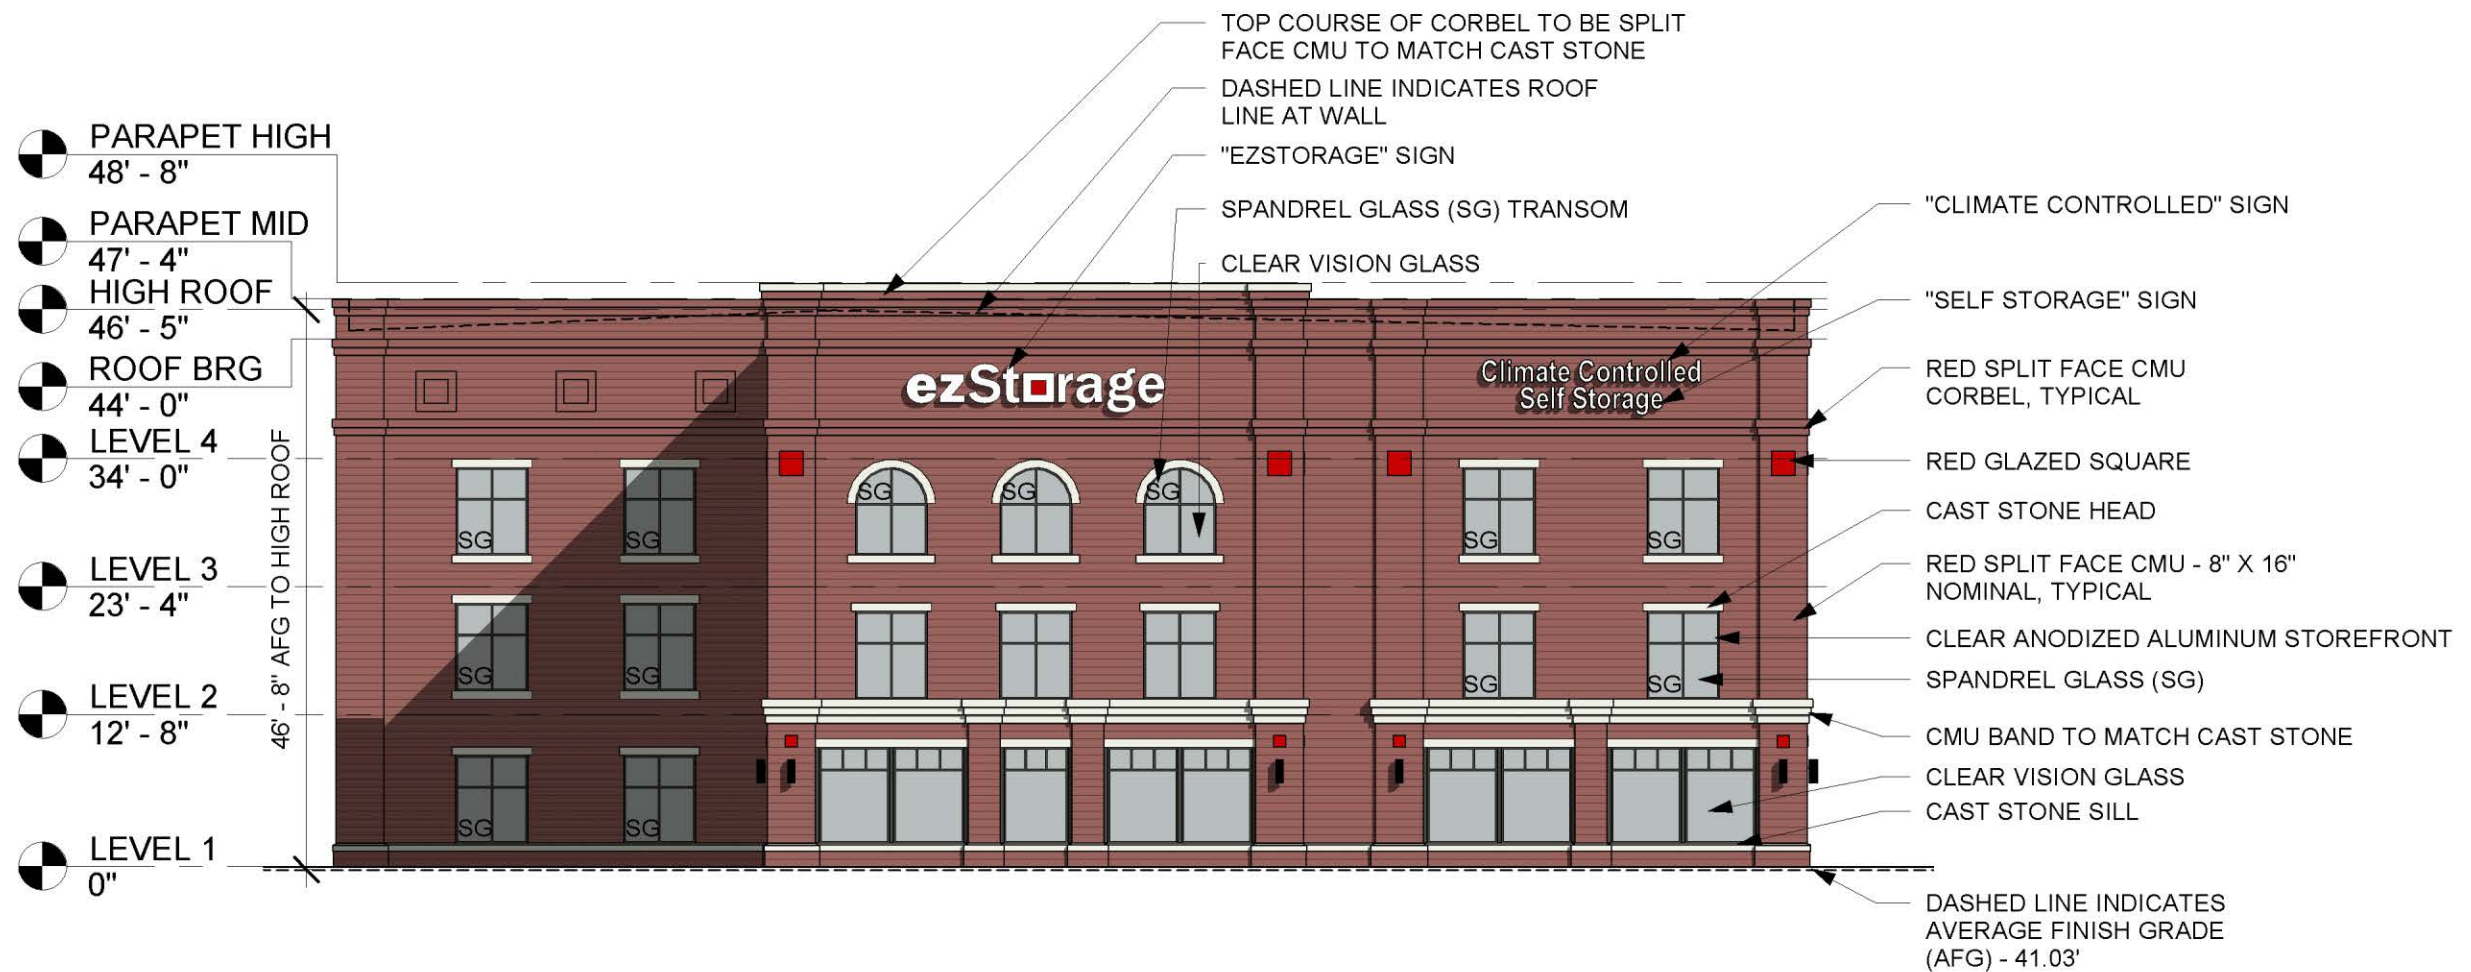 TOP COURSE OF CORBEL TO BE SPLIT
FACE CMU TO MATCH CAST STONE
DASHED LINE INDICATES ROOF
LINE AT WALL
"EZSTORAGE" SIGN
SPANDREL GLASS (SG) TRANSOM
CLEAR VISION GLASS
PARAPET HIGH
48' - 8"
PARAPET MID
47' - 4"
HIGH ROOF
46' - 5"
ROOF BRG
44' - 0"
LEVEL 4
34' - 0"
LEVEL 3
23' - 4"
LEVEL 2
12' - 8"
LEVEL 1
0"
46' - 8" AFG TO HIGH ROOF
ezStorage
Climate Controlled
Self Storage
SG SG SG
SG SG SG SG
SG SG SG SG
SG SG
"CLIMATE CONTROLLED" SIGN
"SELF STORAGE" SIGN
RED SPLIT FACE CMU
CORBEL, TYPICAL
RED GLAZED SQUARE
CAST STONE HEAD
RED SPLIT FACE CMU - 8" X 16"
NOMINAL, TYPICAL
CLEAR ANODIZED ALUMINUM STOREFRONT
SPANDREL GLASS (SG)
CMU BAND TO MATCH CAST STONE
CLEAR VISION GLASS
CAST STONE SILL
DASHED LINE INDICATES
AVERAGE FINISH GRADE
(AFG) - 41.03'